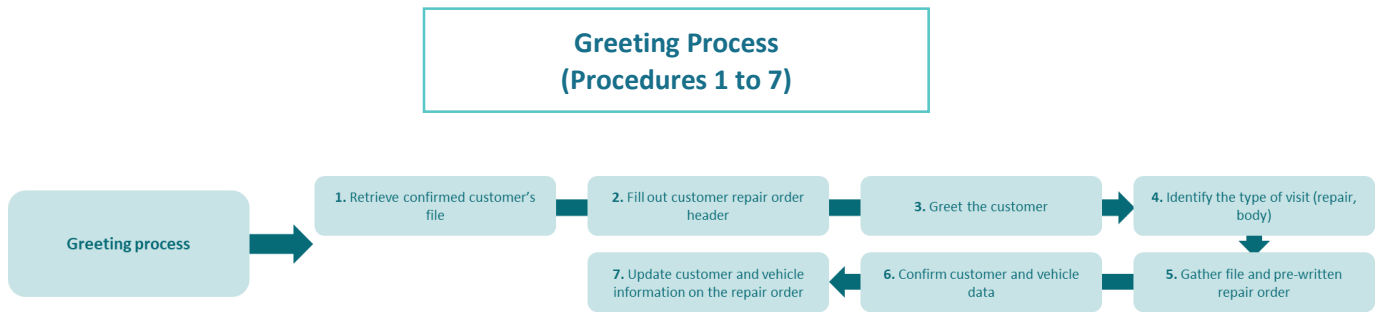 Greeting Process
(Procedures 1 to 7)
Greeting process
1. Retrieve confirmed customer's
file
2. Fill out customer repair order
header
3. Greet the customer
4. Identify the type of visit (repair,
body)
5. Gather file and pre-written
repair order
6. Confirm customer and vehicle
data
7. Update customer and vehicle
information on the repair order